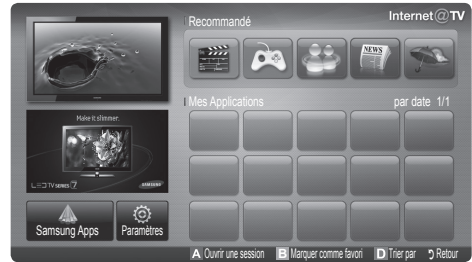 Internet@TV
Recommandé
NEWS
Mes Applications par date 1/1
Make it slimmer.
LED TV SERIES 7 SAMSUNG
Samsung Apps Paramètres
A Ouvrir une session B Marquer comme favori D Trier par Retour